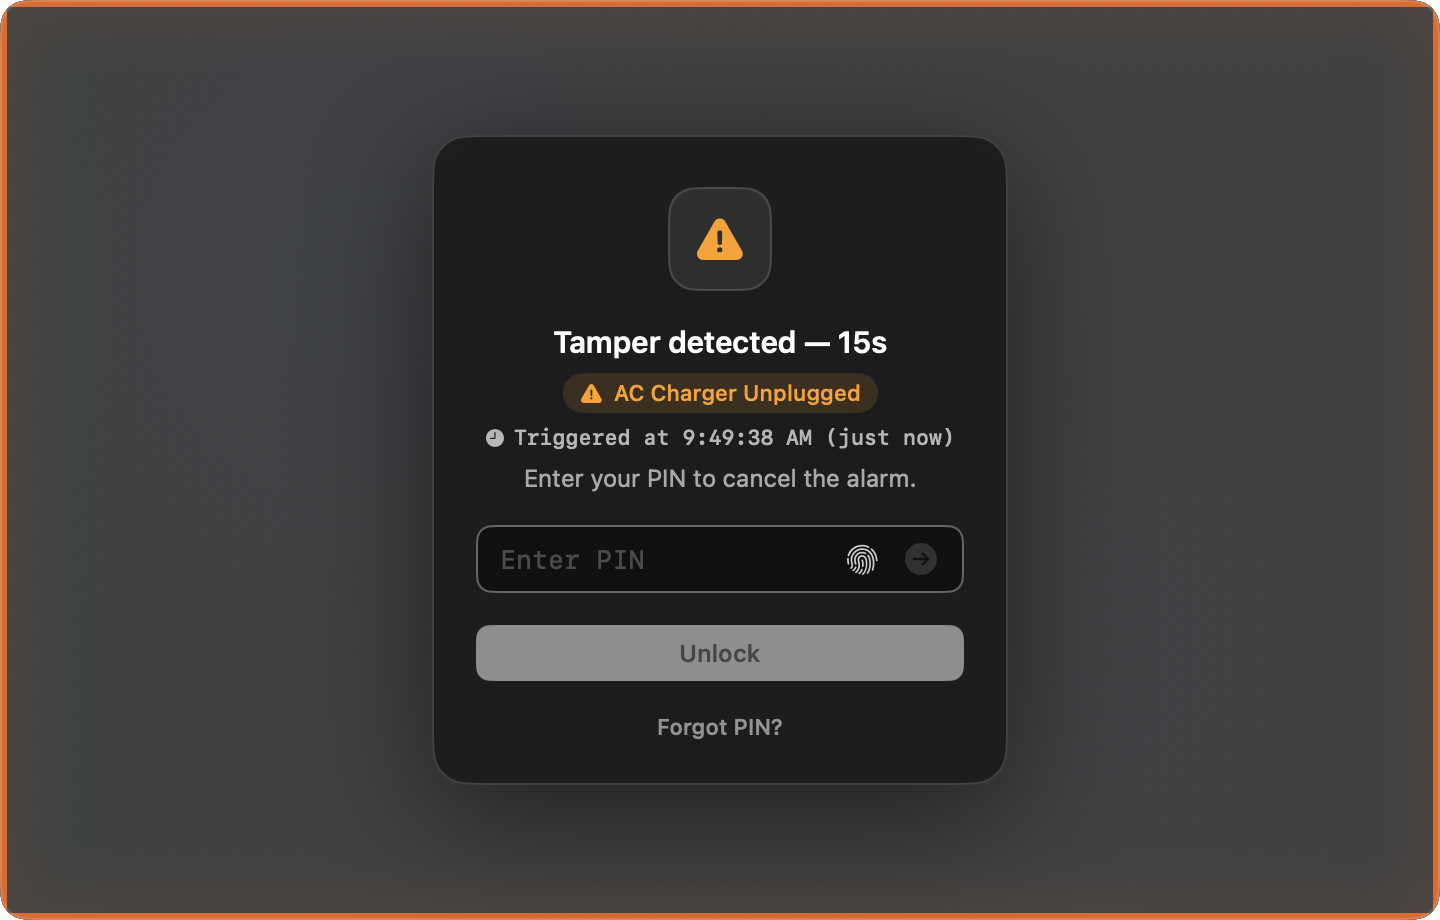 Tamper detected — 15s
AC Charger Unplugged
Triggered at 9:49:38 AM (just now)
Enter your PIN to cancel the alarm.
Enter PIN
Unlock
Forgot PIN?